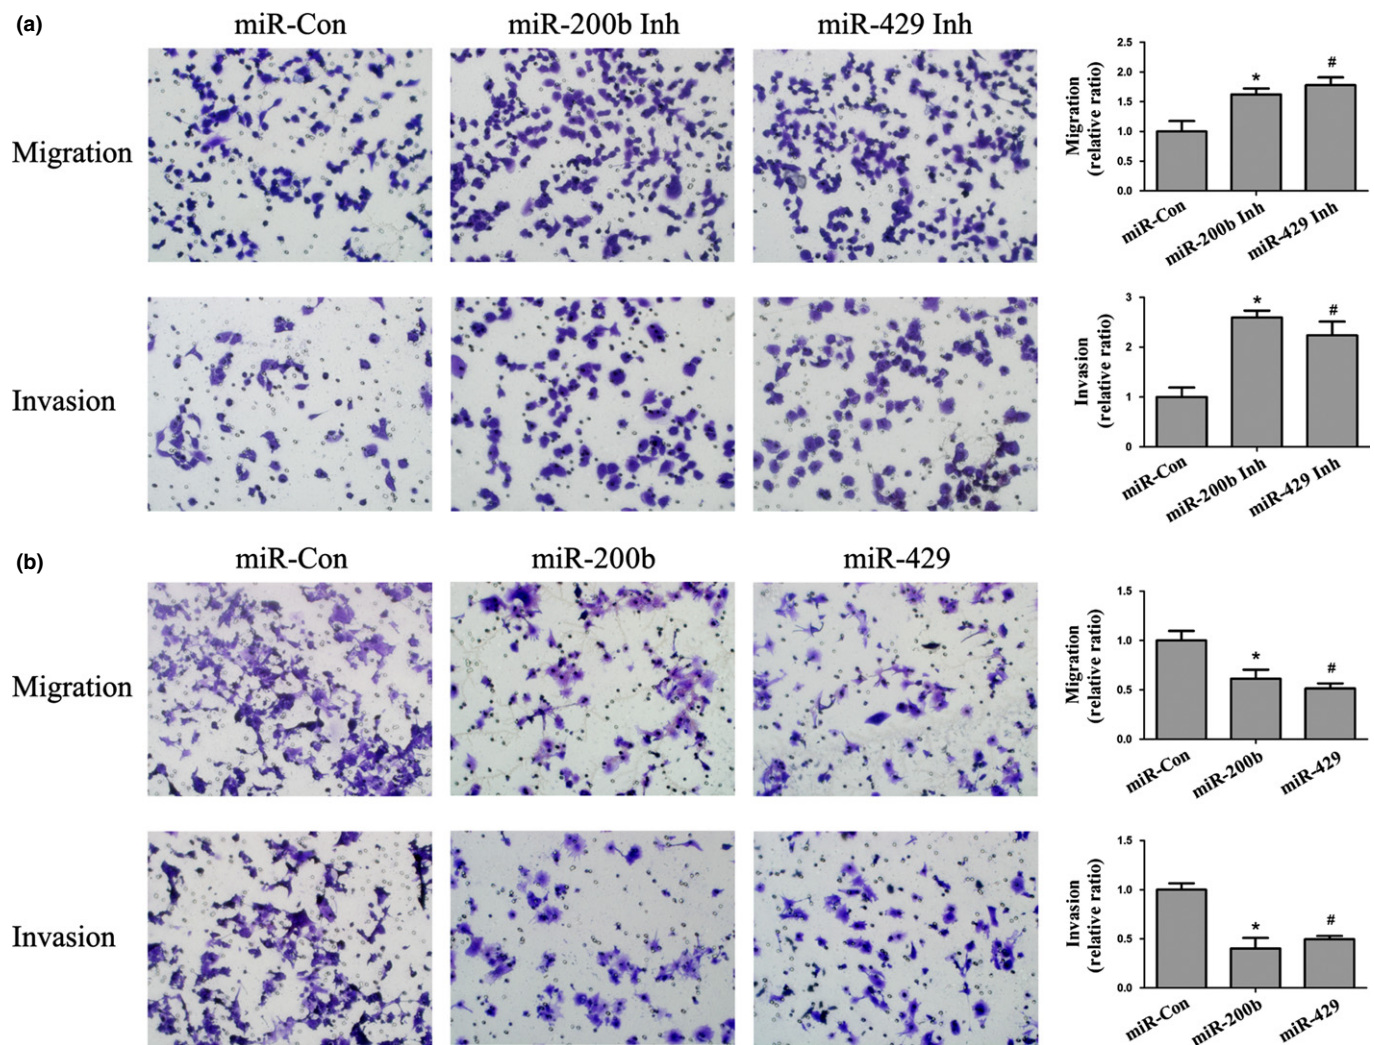 (a)
miR-Con
miR-200b Inh
miR-429 Inh
Migration
Migration
(relative ratio)
2.5
2.0
1.5
1.0
0.5
0.0
*
#
miR-Con
miR-200b Inh
miR-429 Inh
Invasion
Invasion
(relative ratio)
3
2
1
0
*
#
miR-Con
miR-200b Inh
miR-429 Inh
(b)
miR-Con
miR-200b
miR-429
Migration
Migration
(relative ratio)
1.5
1.0
0.5
0.0
*
#
miR-Con
miR-200b
miR-429
Invasion
Invasion
(relative ratio)
1.5
1.0
0.5
0.0
*
#
miR-Con
miR-200b
miR-429